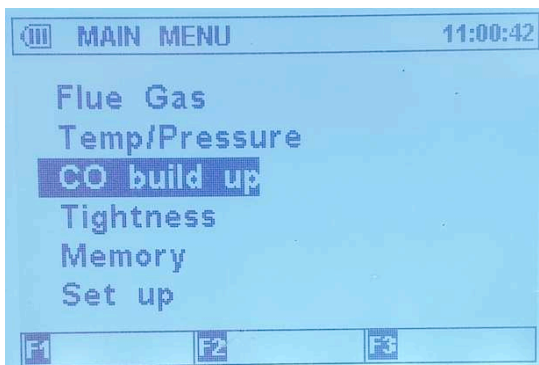 MAIN MENU 11:00:42
Flue Gas
Temp/Pressure
CO build up
Tightness
Memory
Set up
F1 F2 F3